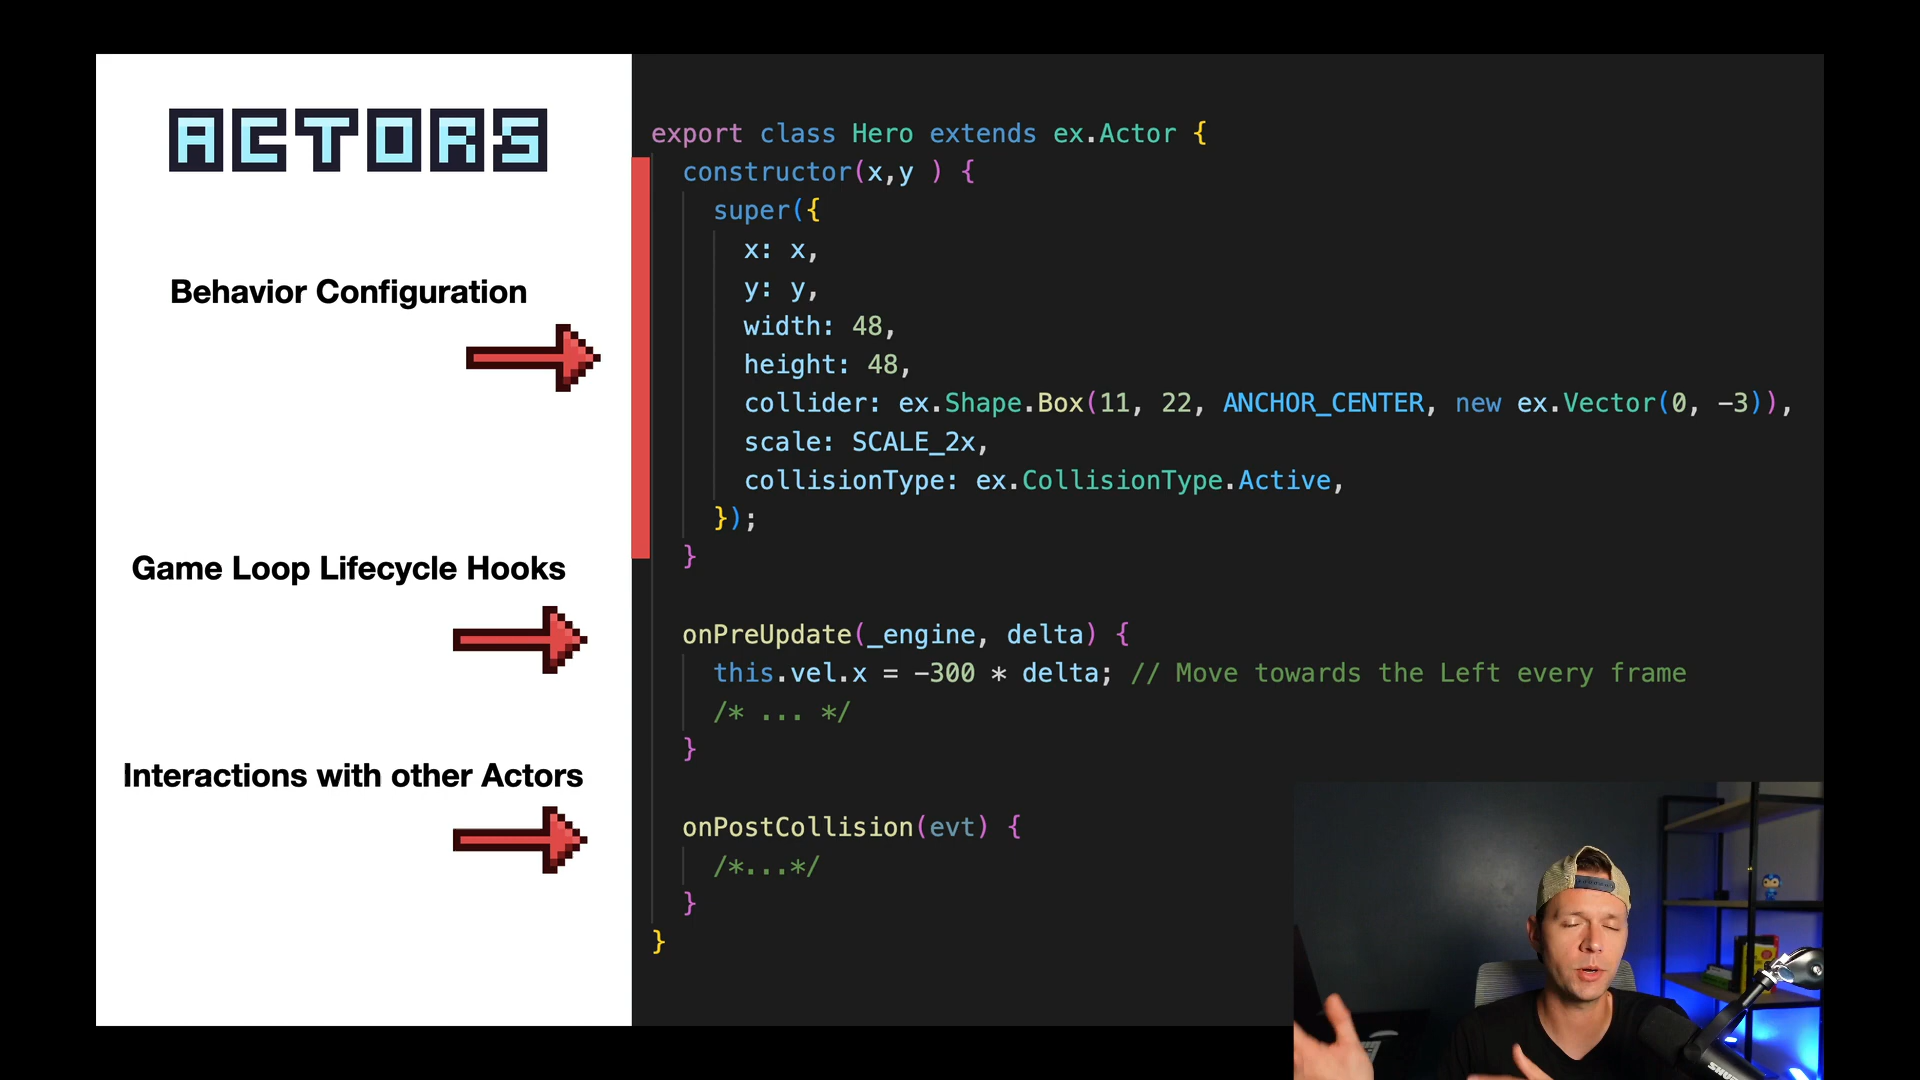 ACTORS
Behavior Configuration
Game Loop Lifecycle Hooks
Interactions with other Actors
export class Hero extends ex.Actor {
constructor(x,y ) {
super({
x: x,
y: y,
width: 48,
height: 48,
collider: ex.Shape.Box(11, 22, ANCHOR_CENTER, new ex.Vector(0, -3)),
scale: SCALE_2x,
collisionType: ex.CollisionType.Active,
});
}
onPreUpdate(_engine, delta) {
this.vel.x = -300 * delta; // Move towards the Left every frame
/* ... */
}
onPostCollision(evt) {
/*...*/
}
}